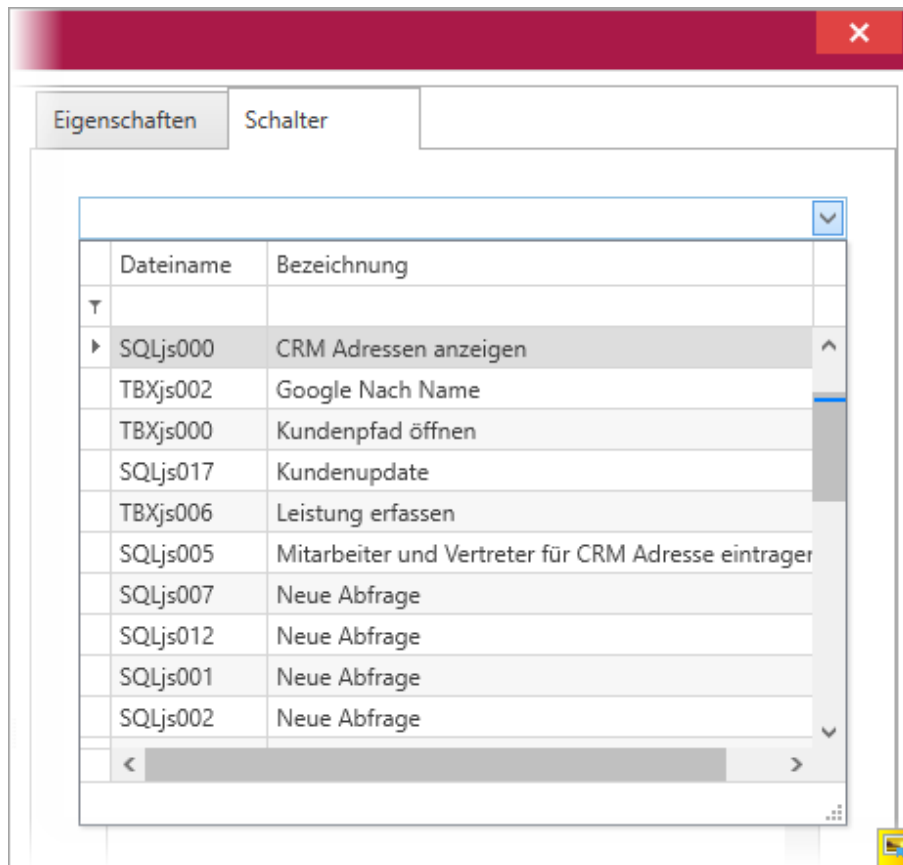 Eigenschaften Schalter
Dateiname Bezeichnung
SQLjs000 CRM Adressen anzeigen
TBXjs002 Google Nach Name
TBXjs000 Kundenpfad öffnen
SQLjs017 Kundenupdate
TBXjs006 Leistung erfassen
SQLjs005 Mitarbeiter und Vertreter für CRM Adresse eintragen
SQLjs007 Neue Abfrage
SQLjs012 Neue Abfrage
SQLjs001 Neue Abfrage
SQLjs002 Neue Abfrage